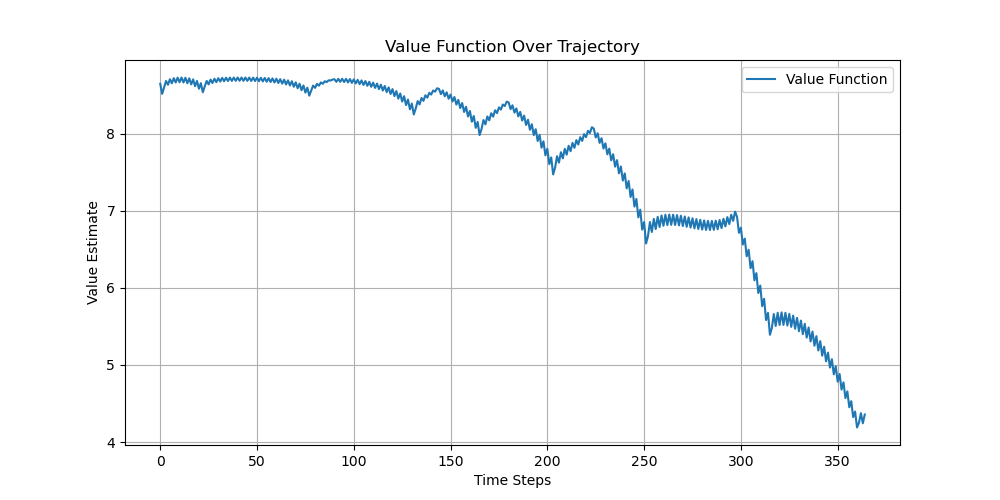 Value Function Over Trajectory
Value Function
Value Estimate
8
7
6
5
4
0 50 100 150 200 250 300 350
Time Steps